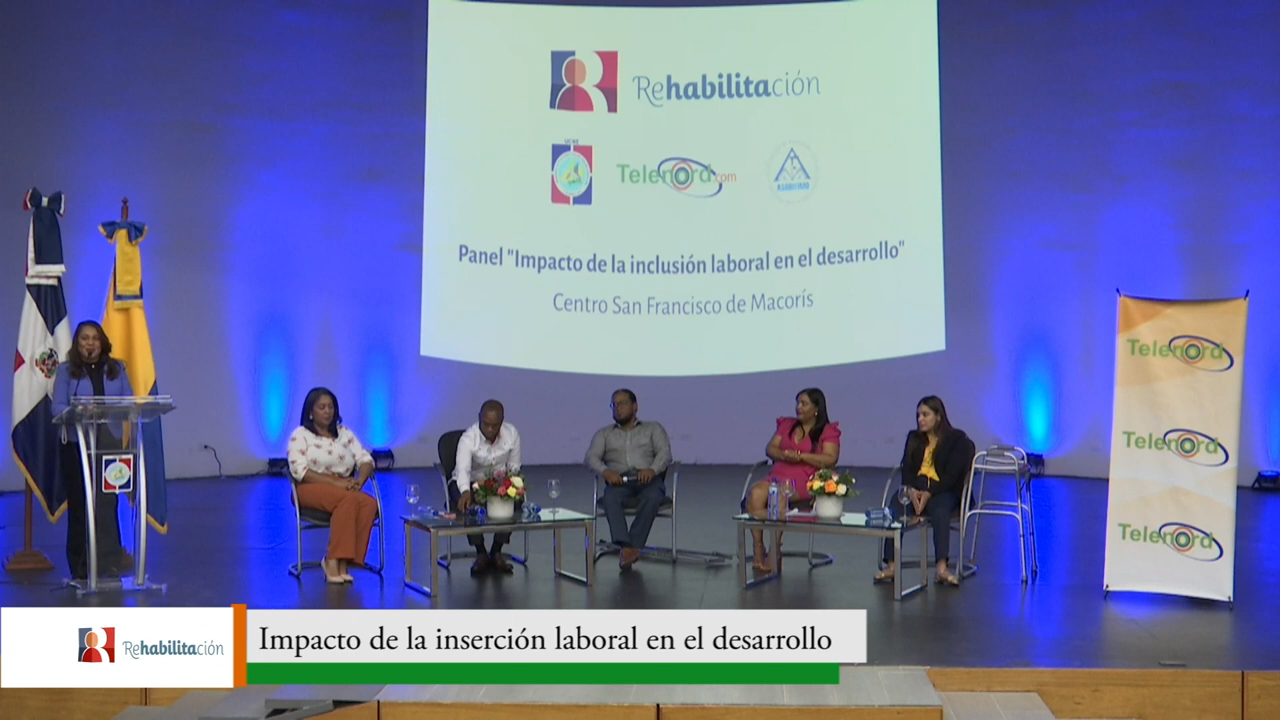 Rehabilitación
UCNE
Telenord.com
Panel "Impacto de la inclusión laboral en el desarrollo"
Centro San Francisco de Macorís
Telenord
Telenord
Telenord
Rehabilitación
Impacto de la inserción laboral en el desarrollo